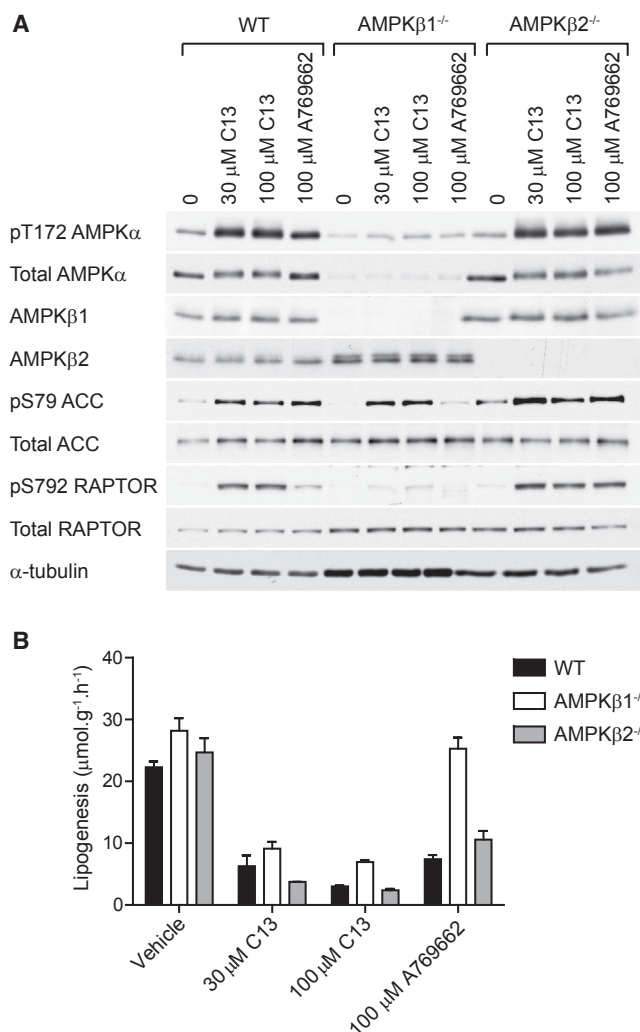 A
WT AMPKβ1-/- AMPKβ2-/-
0 30 μM C13 100 μM C13 100 μM A769662 0 30 μM C13 100 μM C13 100 μM A769662 0 30 μM C13 100 μM C13 100 μM A769662
pT172 AMPKα
Total AMPKα
AMPKβ1
AMPKβ2
pS79 ACC
Total ACC
pS792 RAPTOR
Total RAPTOR
α-tubulin
B
Lipogenesis (μmol.g-1.h-1)
40
30
20
10
0
Vehicle 30 μM C13 100 μM C13 100 μM A769662
WT
AMPKβ1-/
AMPKβ2-/